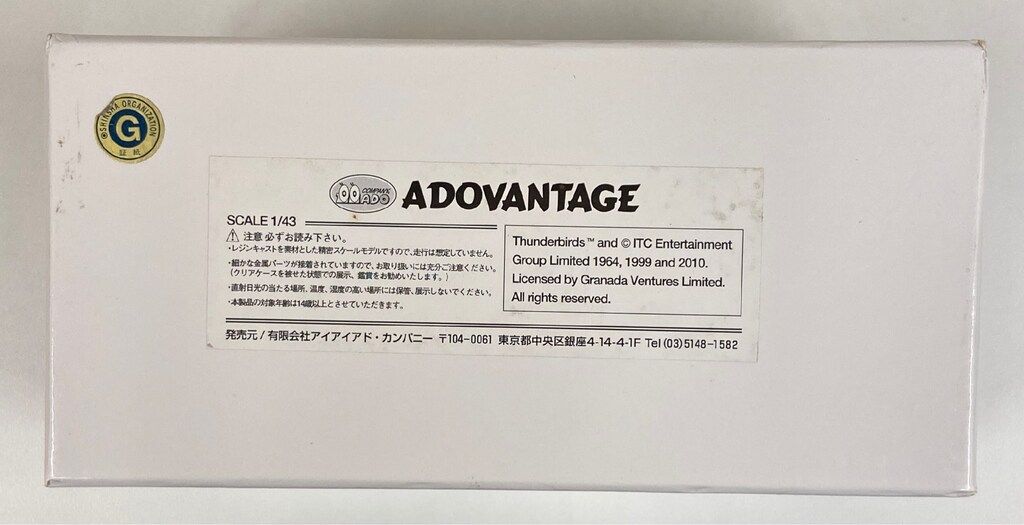 ©SHINSHA ORGANIZATION
G
証紙
COMPANY
ADO
ADOVANTAGE
SCALE 1/43
注意 必ずお読み下さい。
・レジンキャストを素材とした精密スケールモデルですので、走行は想定していません。
・細かな金属パーツが接着されていますので、お取り扱いには充分ご注意ください。
(クリアケースを被せた状態での展示、鑑賞をお勧めいたします。)
・直射日光の当たる場所、温度、湿度の高い場所には保管、展示しないでください。
・本製品の対象年齢は14歳以上とさせていただきます。
Thunderbirds™ and © ITC Entertainment
Group Limited 1964, 1999 and 2010.
Licensed by Granada Ventures Limited.
All rights reserved.
発売元 / 有限会社アイアイアド・カンパニー 〒104-0061 東京都中央区銀座4-14-4-1F Tel (03)5148-1582